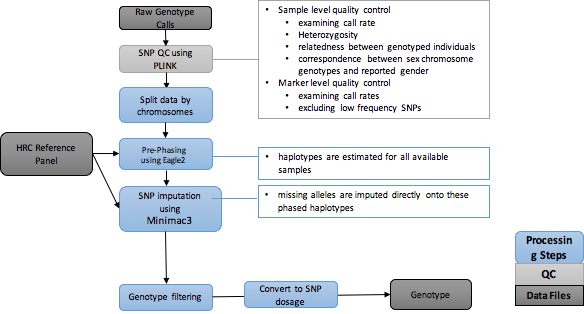 Raw Genotype
Calls
SNP QC using
PLINK
• Sample level quality control
• examining call rate
• Heterozygosity
• relatedness between genotyped individuals
• correspondence between sex chromosome
genotypes and reported gender
• Marker level quality control
• examining call rates
• excluding low frequency SNPs
Split data by
chromosomes
HRC Reference
Panel
Pre-Phasing
using Eagle2
• haplotypes are estimated for all available
samples
SNP imputation
using
Minimac3
• missing alleles are imputed directly onto these
phased haplotypes
Genotype filtering
Convert to SNP
dosage
Genotype
Processin
g Steps
QC
Data Files